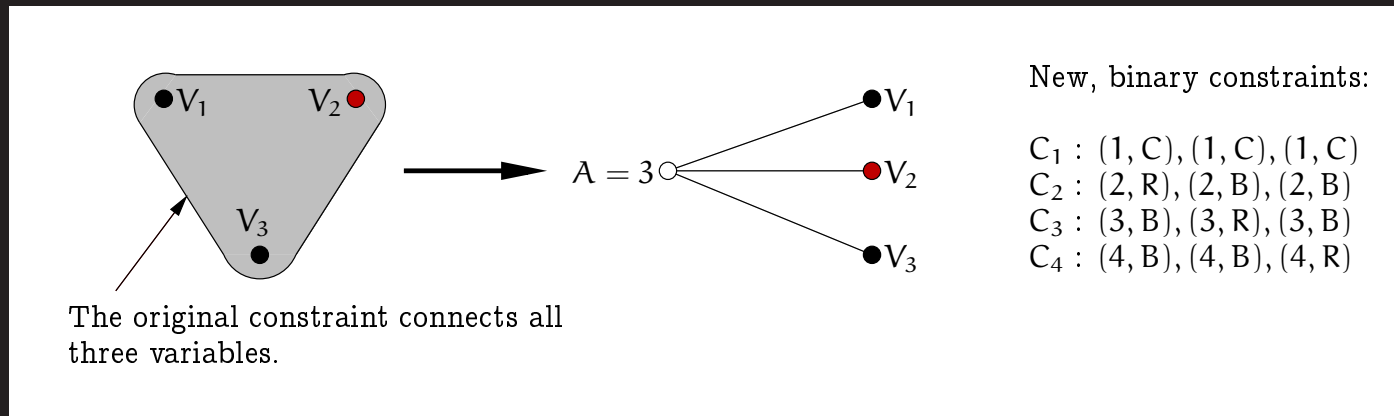 V₁
V₂
V₃
The original constraint connects all
three variables.
A = 3
V₁
V₂
V₃
New, binary constraints:
C₁ : (1, C), (1, C), (1, C)
C₂ : (2, R), (2, B), (2, B)
C₃ : (3, B), (3, R), (3, B)
C₄ : (4, B), (4, B), (4, R)